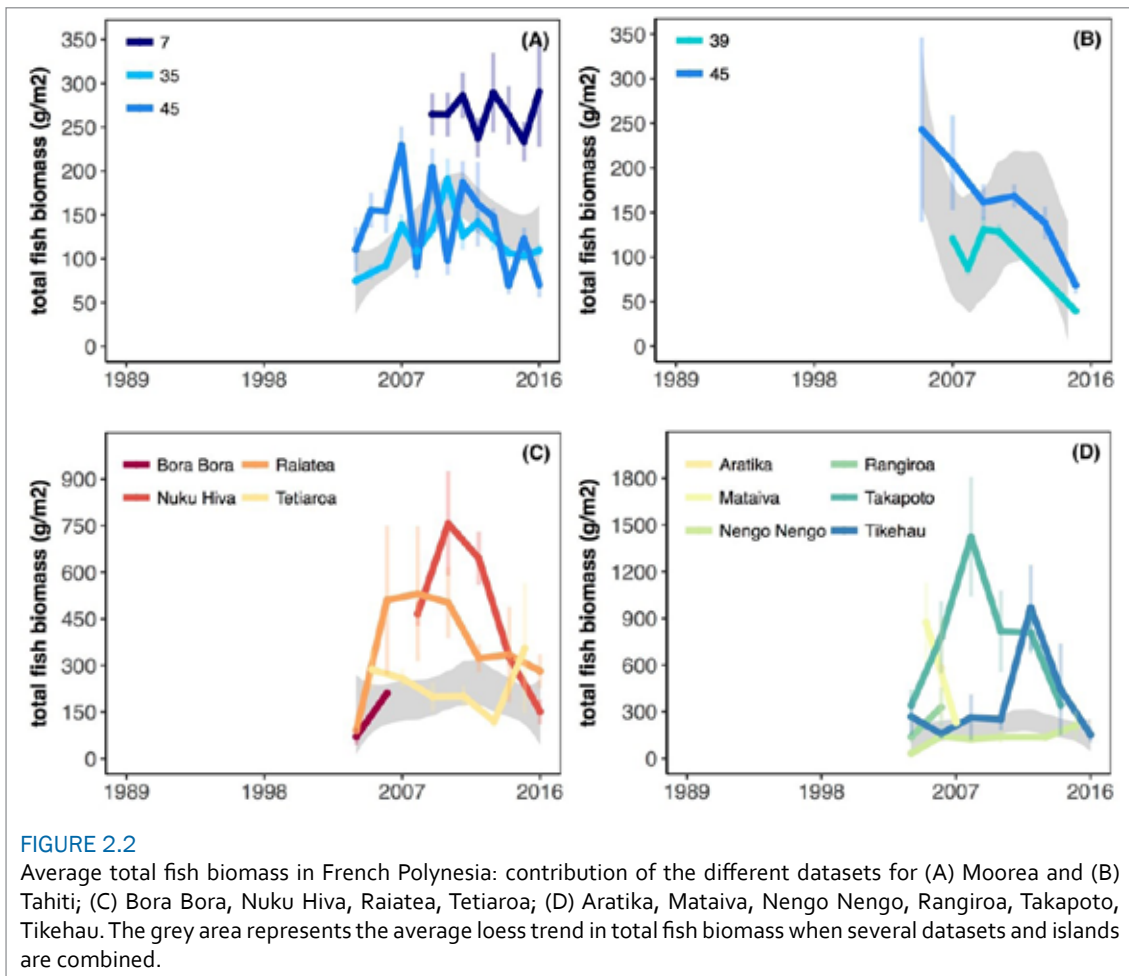 (A)
7
35
45
total fish biomass (g/m2)
350
300
250
200
150
100
50
0
1989
1998
2007
2016
(B)
39
45
total fish biomass (g/m2)
350
300
250
200
150
100
50
0
1989
1998
2007
2016
(C)
Bora Bora
Raiatea
Nuku Hiva
Tetiaroa
total fish biomass (g/m2)
900
750
600
450
300
150
0
1989
1998
2007
2016
(D)
Aratika
Rangiroa
Mataiva
Takapoto
Nengo Nengo
Tikehau
total fish biomass (g/m2)
1800
1500
1200
900
600
300
0
1989
1998
2007
2016
FIGURE 2.2
Average total fish biomass in French Polynesia: contribution of the different datasets for (A) Moorea and (B)
Tahiti; (C) Bora Bora, Nuku Hiva, Raiatea, Tetiaroa; (D) Aratika, Mataiva, Nengo Nengo, Rangiroa, Takapoto,
Tikehau. The grey area represents the average loess trend in total fish biomass when several datasets and islands
are combined.